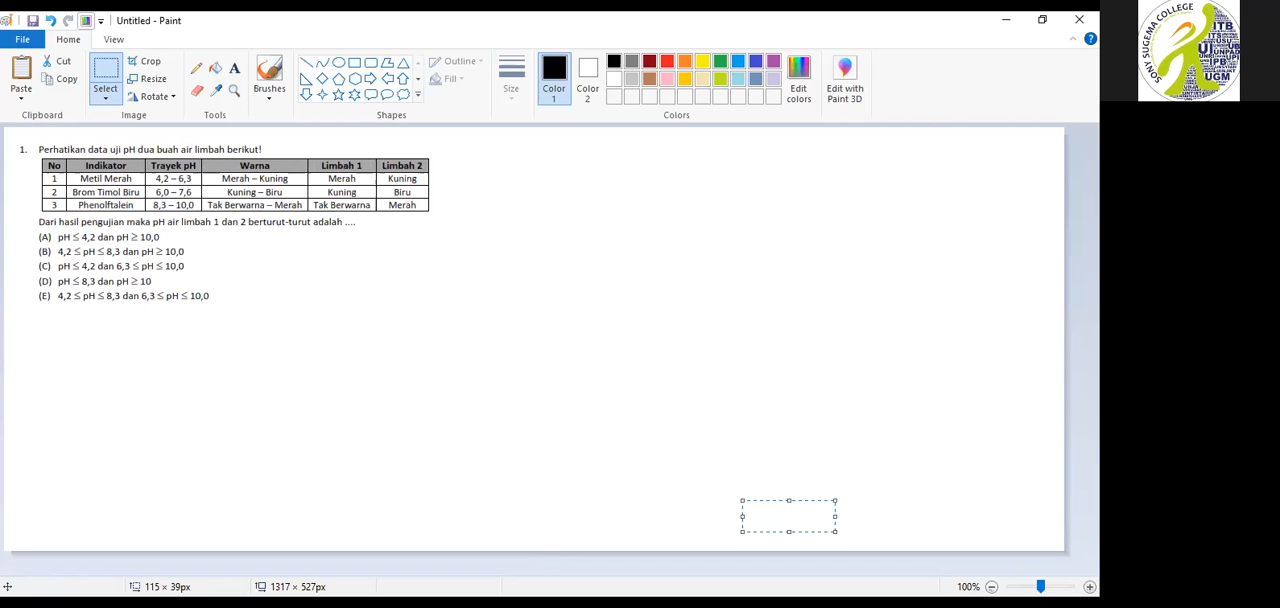 Untitled - Paint
File Home View
Paste
Cut
Copy
Clipboard
Select
Crop
Resize
Rotate
Image
Tools
Brushes
Shapes
Outline
Fill
Size
Color 1
Color 2
Edit colors
Colors
Edit with Paint 3D
SONY SUGEMA COLLEGE
ITB
USU
UI
UB
UNPAD
IPB
UGM
1. Perhatikan data uji pH dua buah air limbah berikut!
No Indikator Trayek pH Warna Limbah 1 Limbah 2
1 Metil Merah 4,2 – 6,3 Merah – Kuning Merah Kuning
2 Brom Timol Biru 6,0 – 7,6 Kuning – Biru Kuning Biru
3 Phenolftalein 8,3 – 10,0 Tak Berwarna – Merah Tak Berwarna Merah
Dari hasil pengujian maka pH air limbah 1 dan 2 berturut-turut adalah ....
(A) pH ≤ 4,2 dan pH ≥ 10,0
(B) 4,2 ≤ pH ≤ 8,3 dan pH ≥ 10,0
(C) pH ≤ 4,2 dan 6,3 ≤ pH ≤ 10,0
(D) pH ≤ 8,3 dan pH ≥ 10
(E) 4,2 ≤ pH ≤ 8,3 dan 6,3 ≤ pH ≤ 10,0
115 × 39px
1317 × 527px
100%